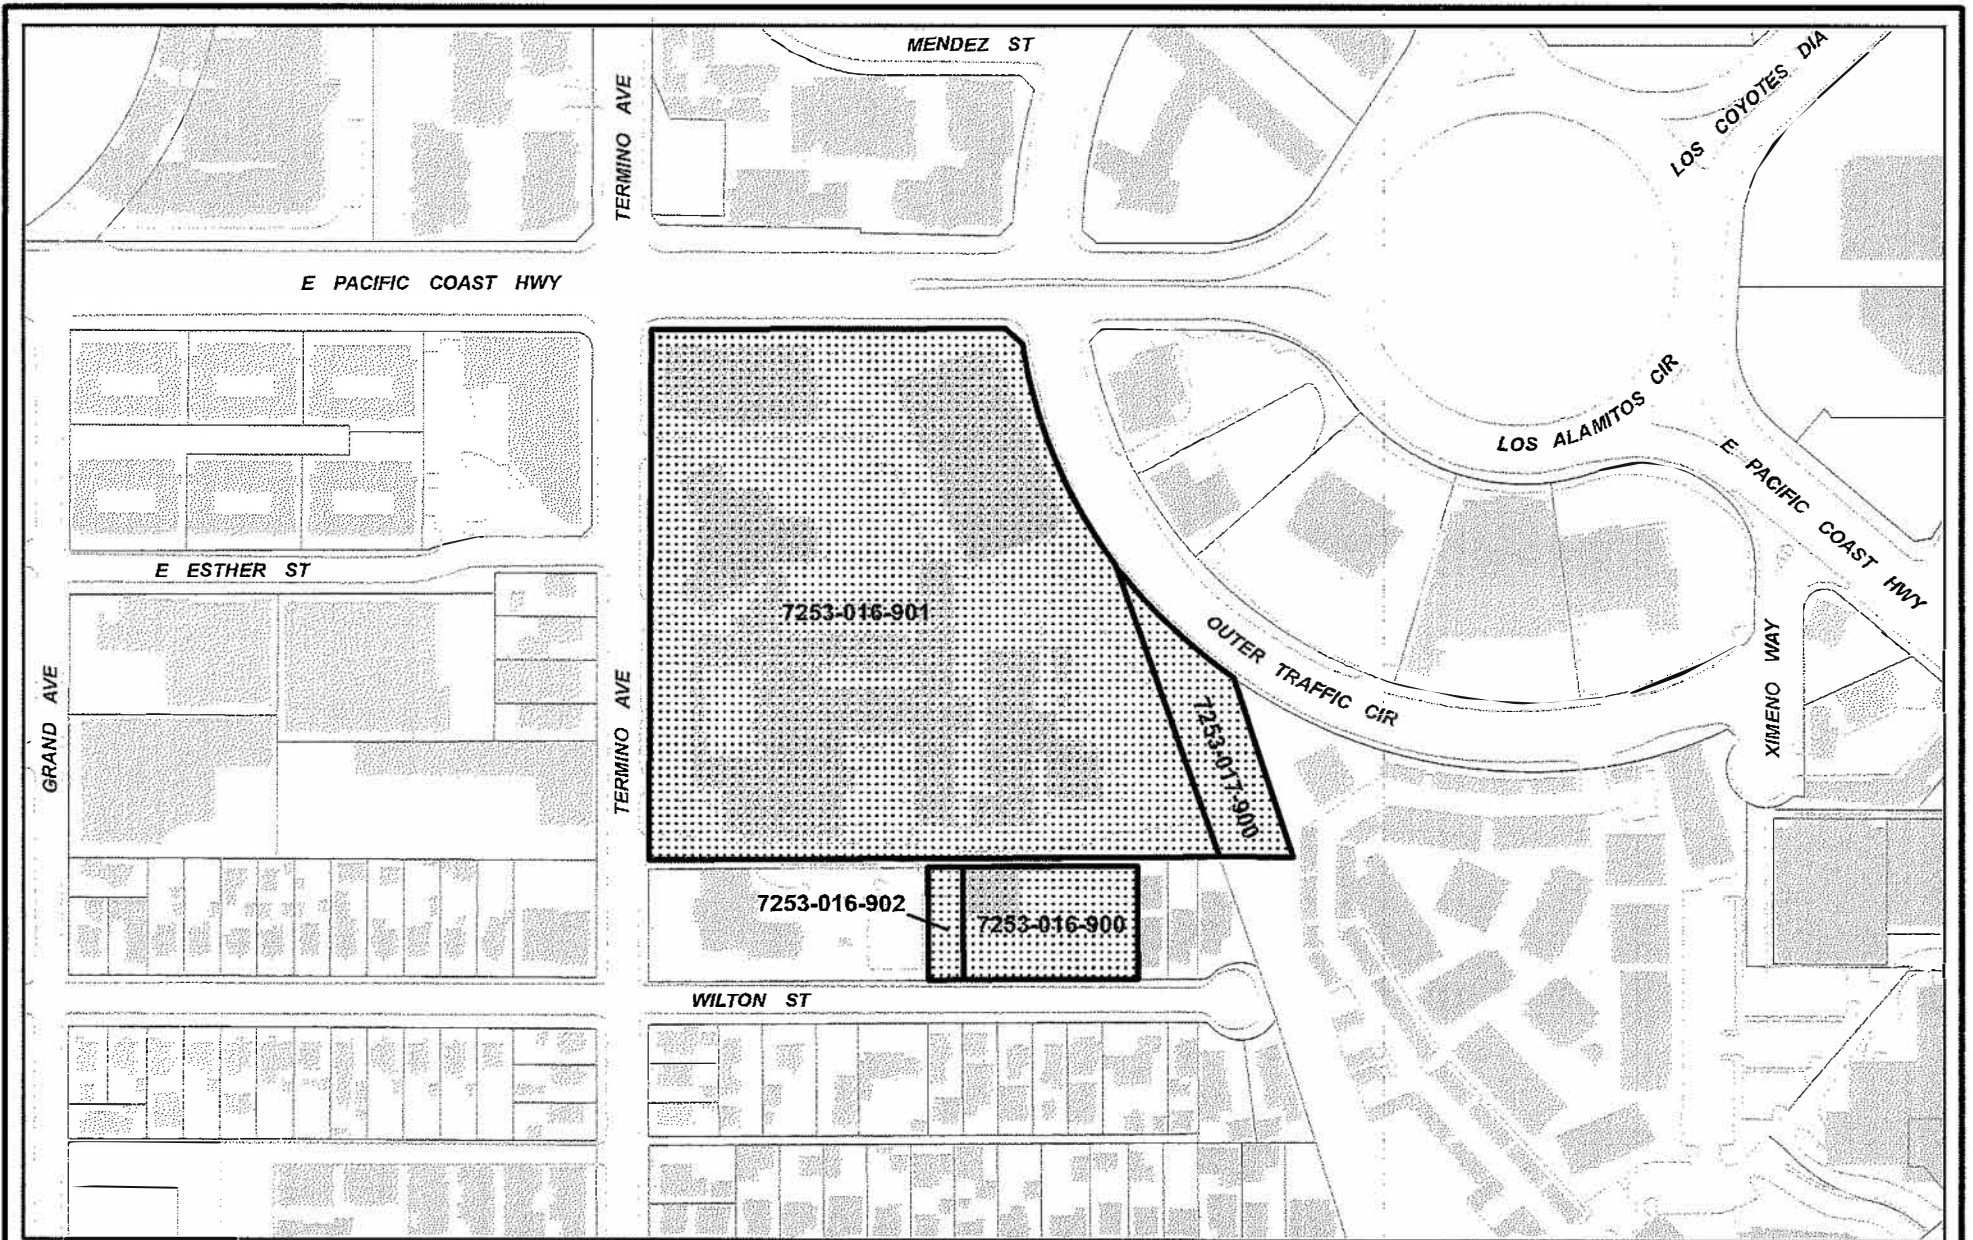 MENDEZ ST
LOS COYOTES DIA
TERMINO AVE
E PACIFIC COAST HWY
LOS ALAMITOS CIR
E PACIFIC COAST HWY
E ESTHER ST
7253-016-901
OUTER TRAFFIC CIR
XIMENO WAY
GRAND AVE
TERMINO AVE
7253-017-900
7253-016-902
7253-016-900
WILTON ST